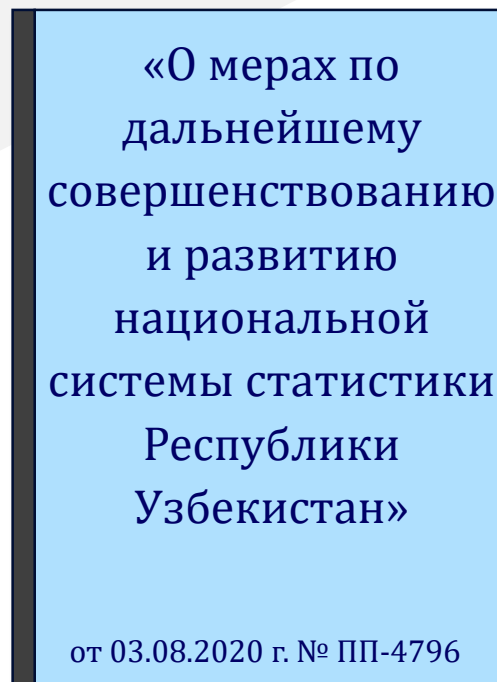 «О мерах по
дальнейшему
совершенствованию
и развитию
национальной
системы статистики
Республики
Узбекистан»
от 03.08.2020 г. № ПП-4796